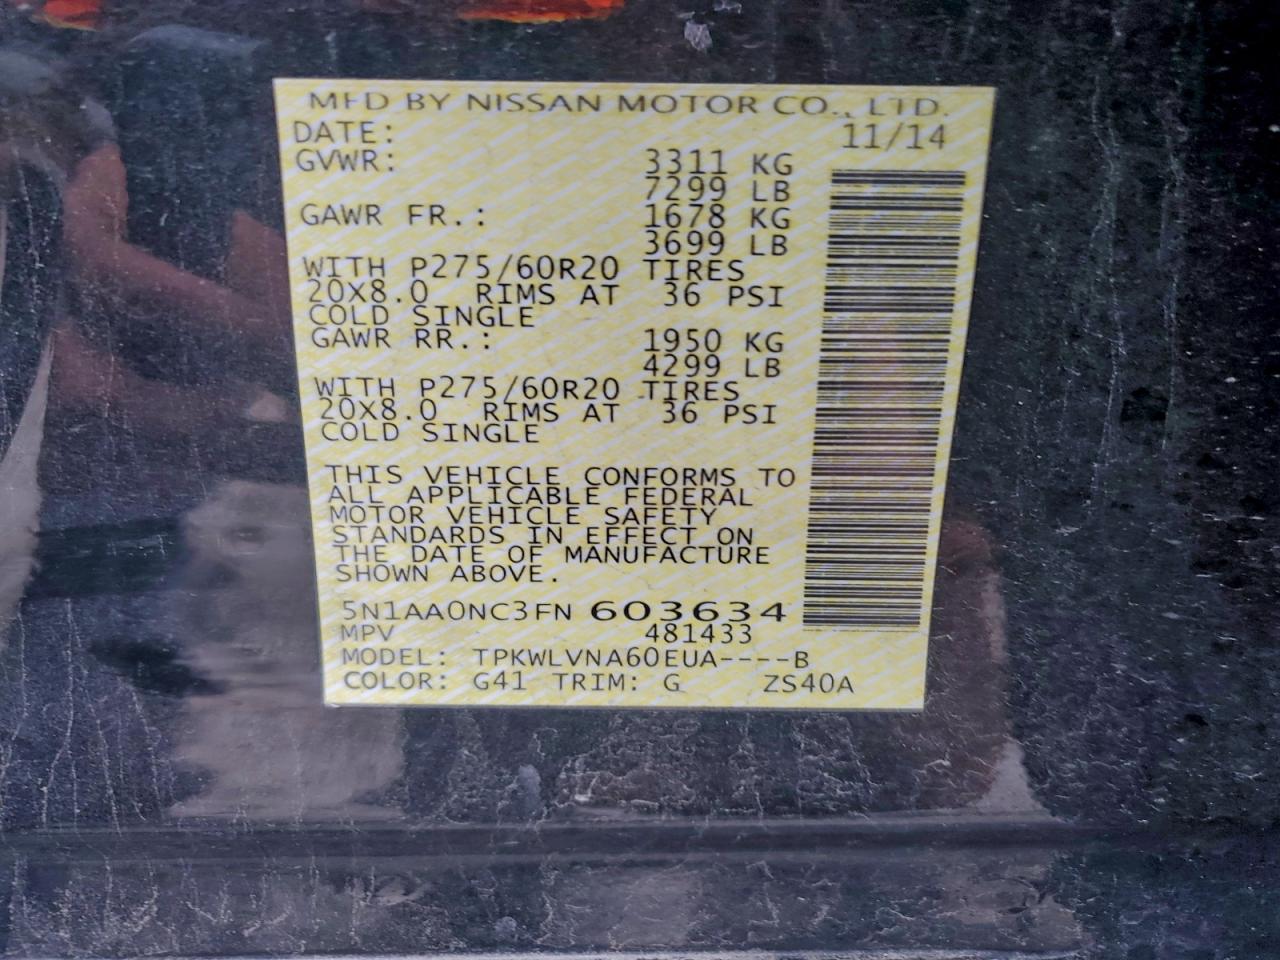 MFD BY NISSAN MOTOR CO., LTD.
DATE: 11/14
GVWR: 3311 KG
7299 LB
GAWR FR.: 1678 KG
3699 LB
WITH P275/60R20 TIRES
20X8.0 RIMS AT 36 PSI
COLD SINGLE
GAWR RR.: 1950 KG
4299 LB
WITH P275/60R20 TIRES
20X8.0 RIMS AT 36 PSI
COLD SINGLE
THIS VEHICLE CONFORMS TO
ALL APPLICABLE FEDERAL
MOTOR VEHICLE SAFETY
STANDARDS IN EFFECT ON
THE DATE OF MANUFACTURE
SHOWN ABOVE.
5N1AA0NC3FN 603634
MPV 481433
MODEL: TPKWLVNA60EUA----B
COLOR: G41 TRIM: G ZS40A